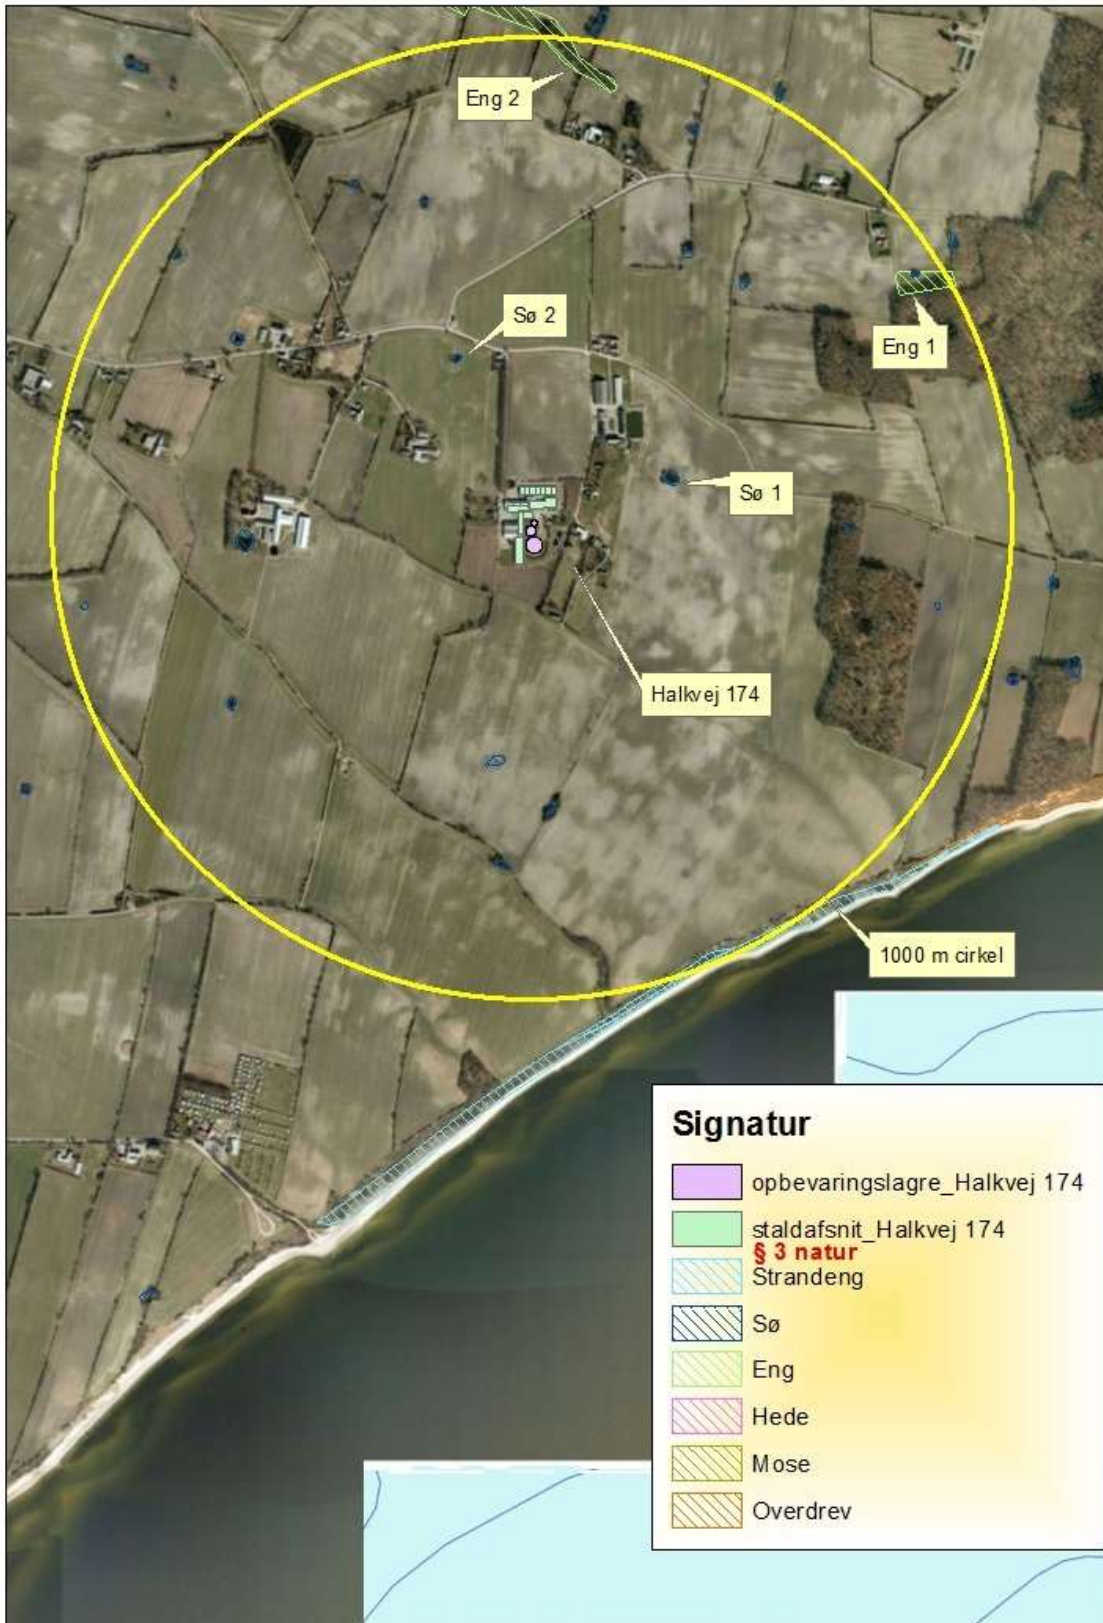 Eng 2
Sø 2
Eng 1
Sø 1
Halkvej 174
1000 m cirkel
Signatur
opbevaringslagre_Halkvej 174
staldafsnit_Halkvej 174
§ 3 natur
Strandeng
Sø
Eng
Hede
Mose
Overdrev